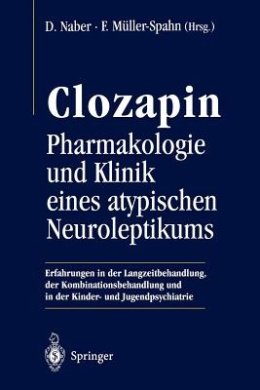 D. Naber · F. Müller-Spahn (Hrsg.)
Clozapin
Pharmakologie
und Klinik
eines atypischen
Neuroleptikums
Erfahrungen in der Langzeitbehandlung,
der Kombinationsbehandlung und
in der Kinder- und Jugendpsychiatrie
Springer